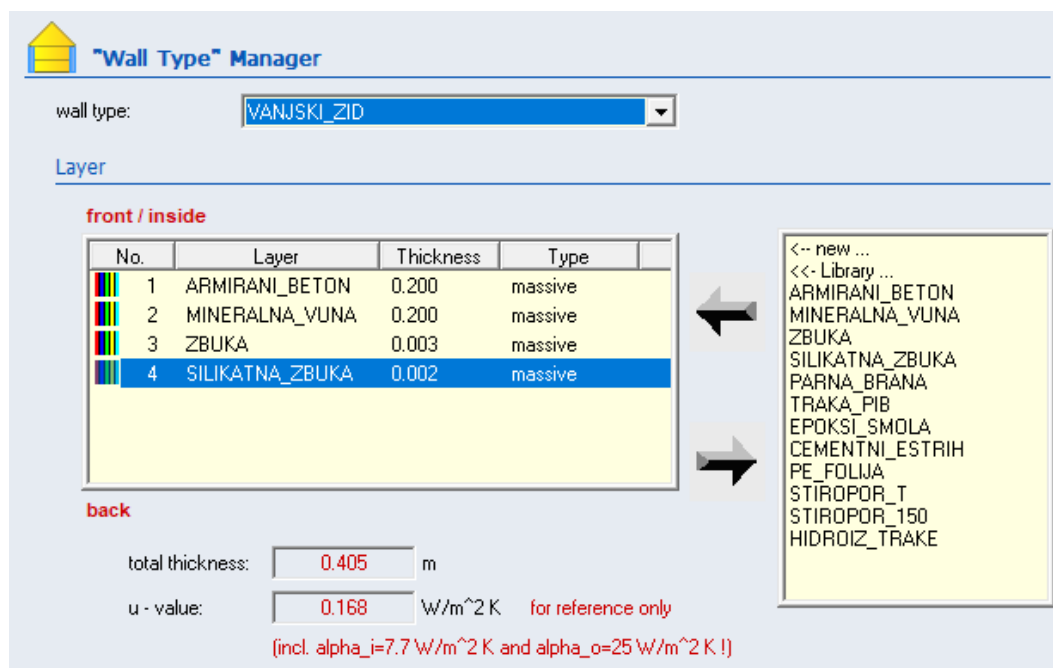 "Wall Type" Manager
wall type: VANJSKI_ZID
Layer
front / inside
No. Layer Thickness Type
1 ARMIRANI_BETON 0.200 massive
2 MINERALNA_VUNA 0.200 massive
3 ZBUKA 0.003 massive
4 SILIKATNA_ZBUKA 0.002 massive
back
total thickness: 0.405 m
u - value: 0.168 W/m^2 K for reference only
(incl. alpha_i=7.7 W/m^2 K and alpha_o=25 W/m^2 K !)
<-- new ...
<<- Library ...
ARMIRANI_BETON
MINERALNA_VUNA
ZBUKA
SILIKATNA_ZBUKA
PARNA_BRANA
TRAKA_PIB
EPOKSI_SMOLA
CEMENTNI_ESTRIH
PE_FOLIJA
STIROPOR_T
STIROPOR_150
HIDROIZ_TRAKE